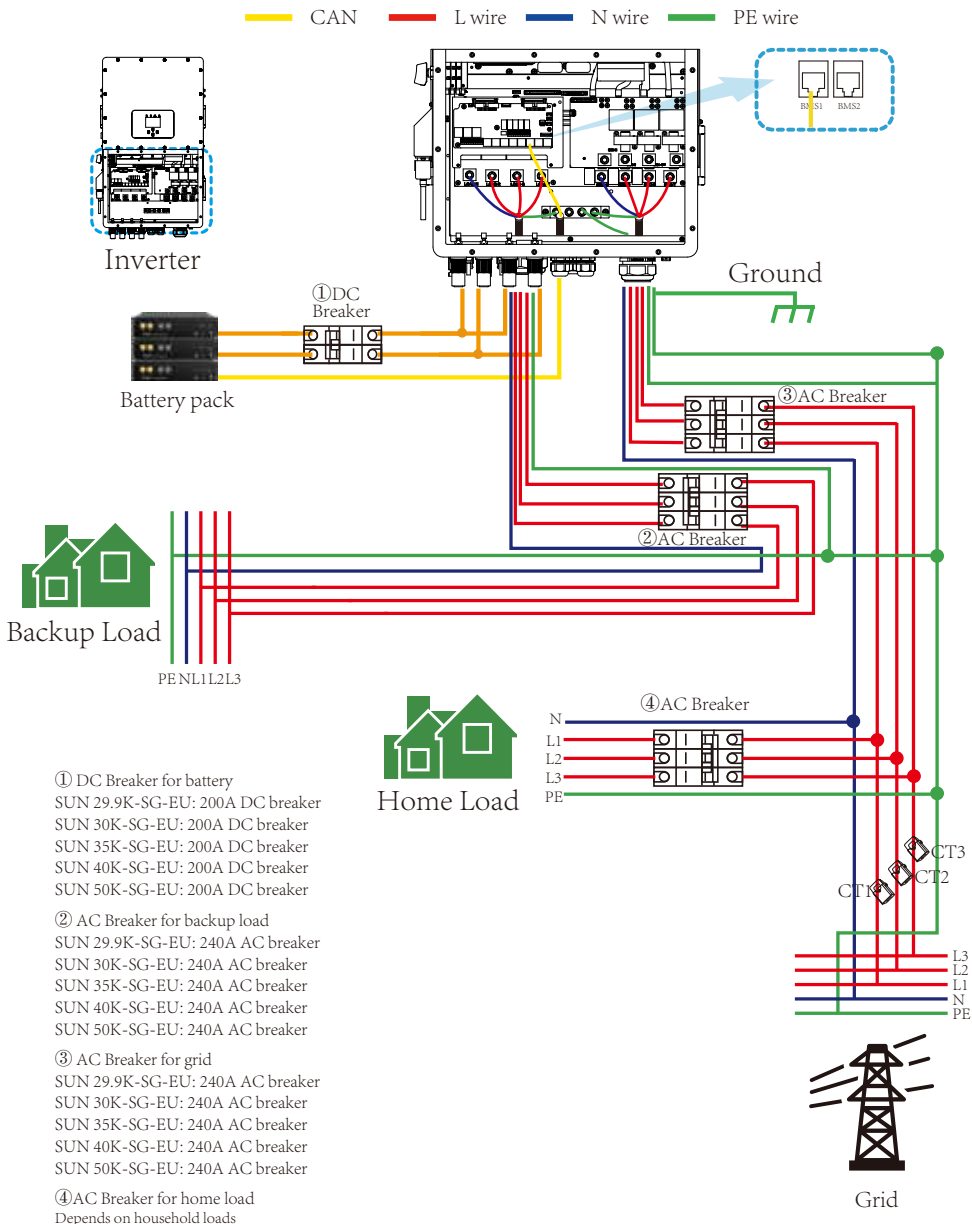 CAN L wire N wire PE wire
BMS1 BMS2
Inverter
Ground
①DC
Breaker
Battery pack
③AC Breaker
②AC Breaker
Backup Load
PE N L1 L2 L3
④AC Breaker
N
L1
L2
L3
PE
Home Load
CT3
CT2
CT1
L3
L2
L1
N
PE
Grid
① DC Breaker for battery
SUN 29.9K-SG-EU: 200A DC breaker
SUN 30K-SG-EU: 200A DC breaker
SUN 35K-SG-EU: 200A DC breaker
SUN 40K-SG-EU: 200A DC breaker
SUN 50K-SG-EU: 200A DC breaker
② AC Breaker for backup load
SUN 29.9K-SG-EU: 240A AC breaker
SUN 30K-SG-EU: 240A AC breaker
SUN 35K-SG-EU: 240A AC breaker
SUN 40K-SG-EU: 240A AC breaker
SUN 50K-SG-EU: 240A AC breaker
③ AC Breaker for grid
SUN 29.9K-SG-EU: 240A AC breaker
SUN 30K-SG-EU: 240A AC breaker
SUN 35K-SG-EU: 240A AC breaker
SUN 40K-SG-EU: 240A AC breaker
SUN 50K-SG-EU: 240A AC breaker
④AC Breaker for home load
Depends on household loads